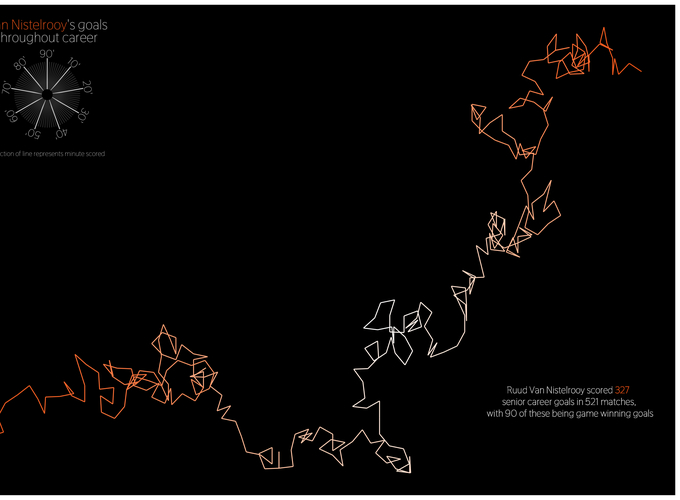 n Nistelrooy's goals
hroughout career
90'
80'
10'
70'
20'
60'
30'
50'
40'
ction of line represents minute scored
Ruud Van Nistelrooy scored 327
senior career goals in 521 matches,
with 90 of these being game winning goals